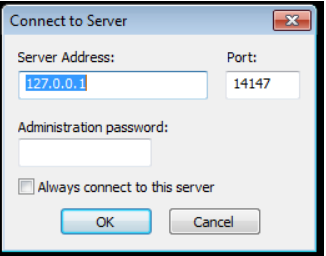 Connect to Server
Server Address: Port:
127.0.0.1 14147
Administration password:
Always connect to this server
OK Cancel